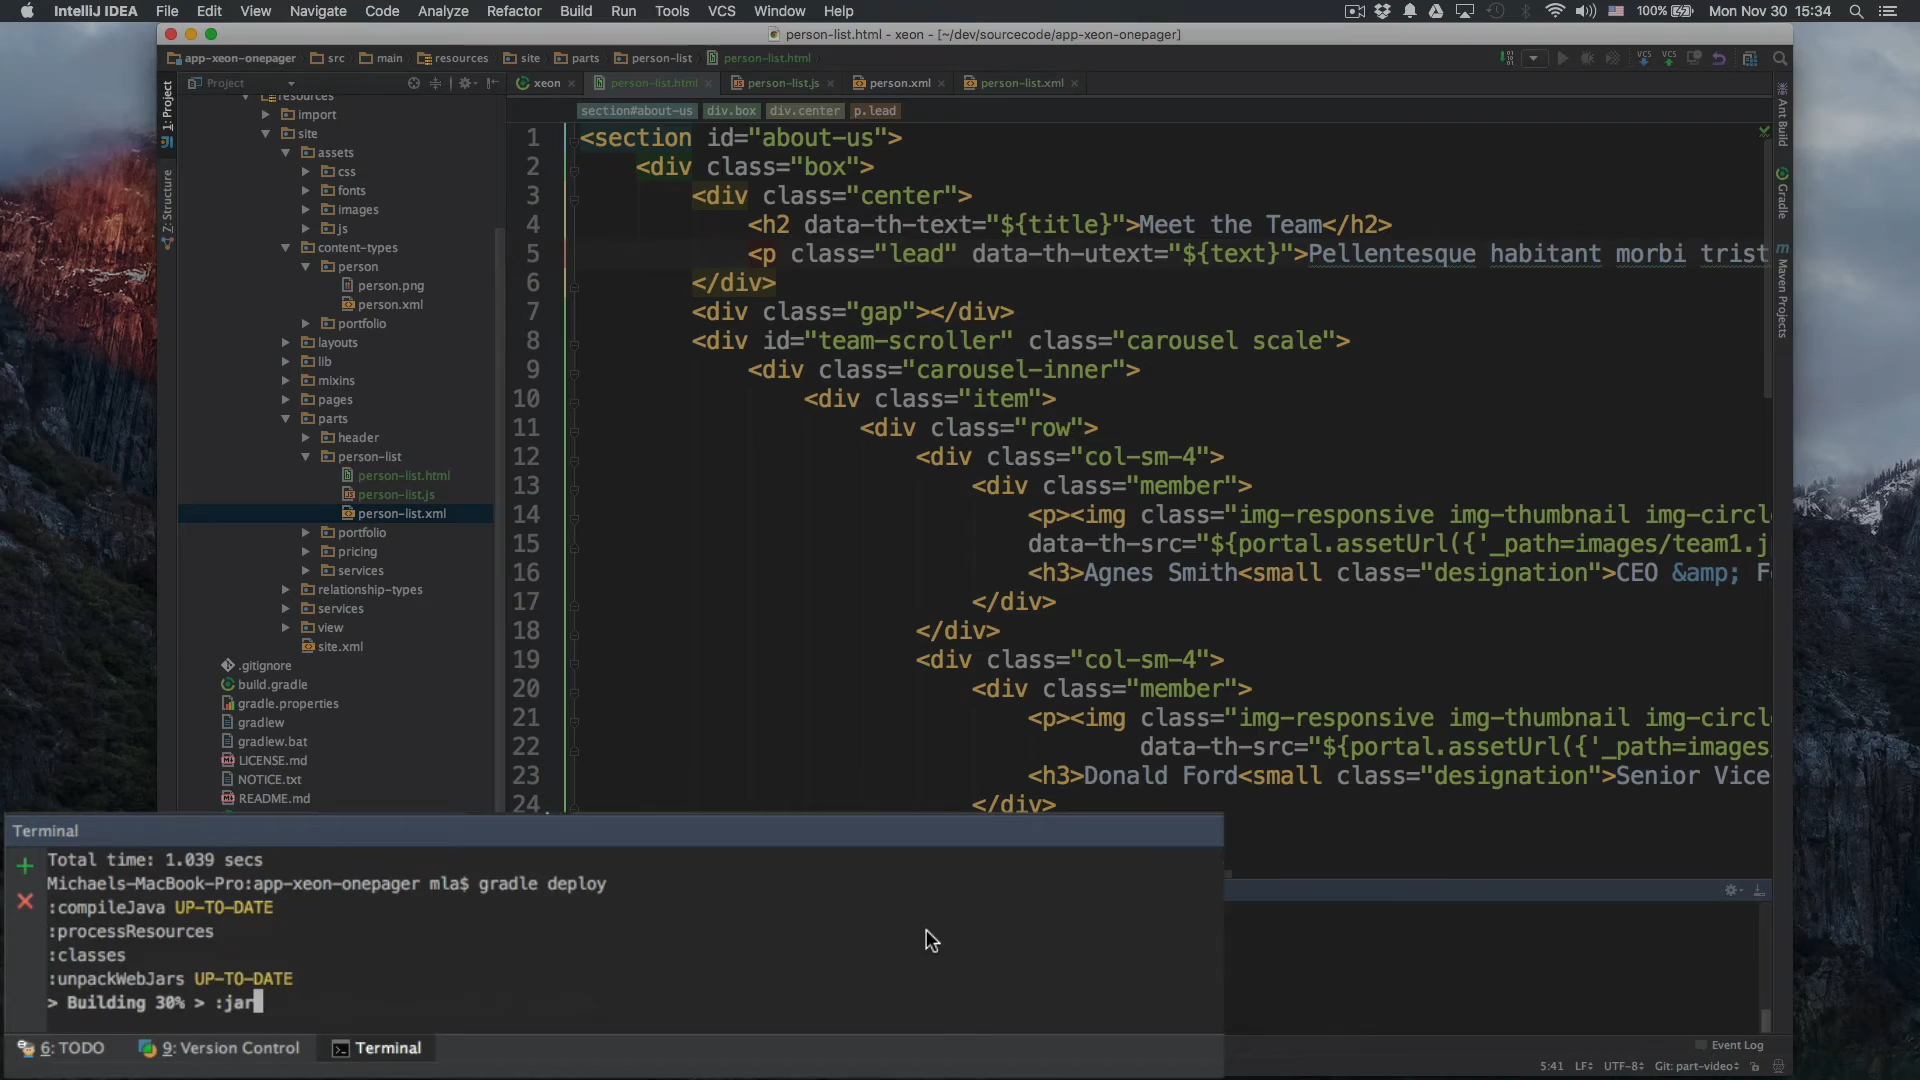 IntelliJ IDEA File Edit View Navigate Code Analyze Refactor Build Run Tools VCS Window Help 100% Mon Nov 30 15:34
person-list.html - xeon - [~/dev/sourcecode/app-xeon-onepager]
app-xeon-onepager src main resources site parts person-list person-list.html
Project xeon person-list.html person-list.js person.xml person-list.xml
section#about-us div.box div.center p.lead
1: Project
Z: Structure
resources
import
site
assets
css
fonts
images
js
content-types
person
person.png
person.xml
portfolio
layouts
lib
mixins
pages
parts
header
person-list
person-list.html
person-list.js
person-list.xml
portfolio
pricing
services
relationship-types
services
view
site.xml
.gitignore
build.gradle
gradle.properties
gradlew
gradlew.bat
LICENSE.md
NOTICE.txt
README.md
1 <section id="about-us">
2 <div class="box">
3 <div class="center">
4 <h2 data-th-text="${title}">Meet the Team</h2>
5 <p class="lead" data-th-utext="${text}">Pellentesque habitant morbi trist
6 </div>
7 <div class="gap"></div>
8 <div id="team-scroller" class="carousel scale">
9 <div class="carousel-inner">
10 <div class="item">
11 <div class="row">
12 <div class="col-sm-4">
13 <div class="member">
14 <p><img class="img-responsive img-thumbnail img-circl
15 data-th-src="${portal.assetUrl({'_path=images/team1.j
16 <h3>Agnes Smith<small class="designation">CEO &amp; F
17 </div>
18 </div>
19 <div class="col-sm-4">
20 <div class="member">
21 <p><img class="img-responsive img-thumbnail img-circl
22 data-th-src="${portal.assetUrl({'_path=images
23 <h3>Donald Ford<small class="designation">Senior Vice
24 </div>
Ant Build
Gradle
Maven Projects
Terminal
Total time: 1.039 secs
Michaels-MacBook-Pro:app-xeon-onepager mla$ gradle deploy
:compileJava UP-TO-DATE
:processResources
:classes
:unpackWebJars UP-TO-DATE
> Building 30% > :jar
6: TODO 9: Version Control Terminal
Event Log
5:41 LF UTF-8 Git: part-video